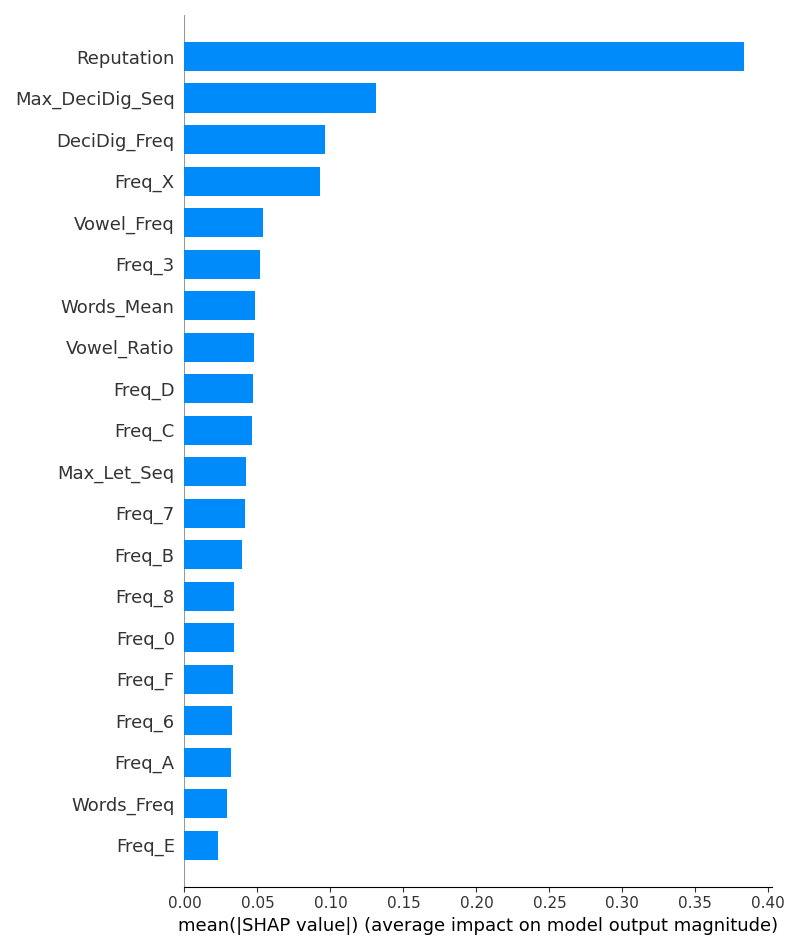 Reputation
Max_DeciDig_Seq
DeciDig_Freq
Freq_X
Vowel_Freq
Freq_3
Words_Mean
Vowel_Ratio
Freq_D
Freq_C
Max_Let_Seq
Freq_7
Freq_B
Freq_8
Freq_0
Freq_F
Freq_6
Freq_A
Words_Freq
Freq_E
0.00 0.05 0.10 0.15 0.20 0.25 0.30 0.35 0.40
mean(|SHAP value|) (average impact on model output magnitude)